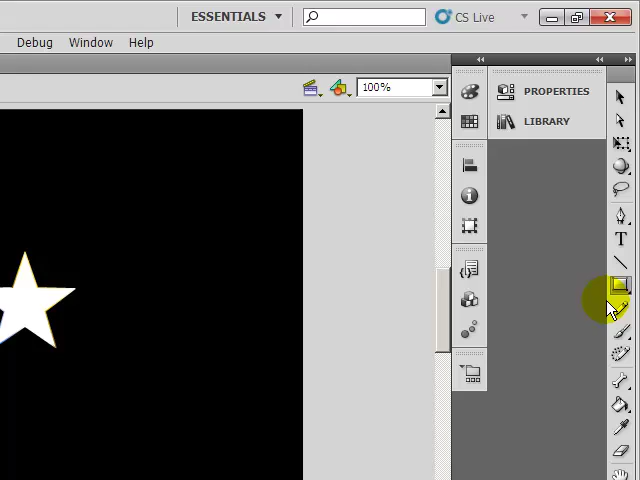 ESSENTIALS
CS Live
Debug Window Help
100%
PROPERTIES
LIBRARY
T